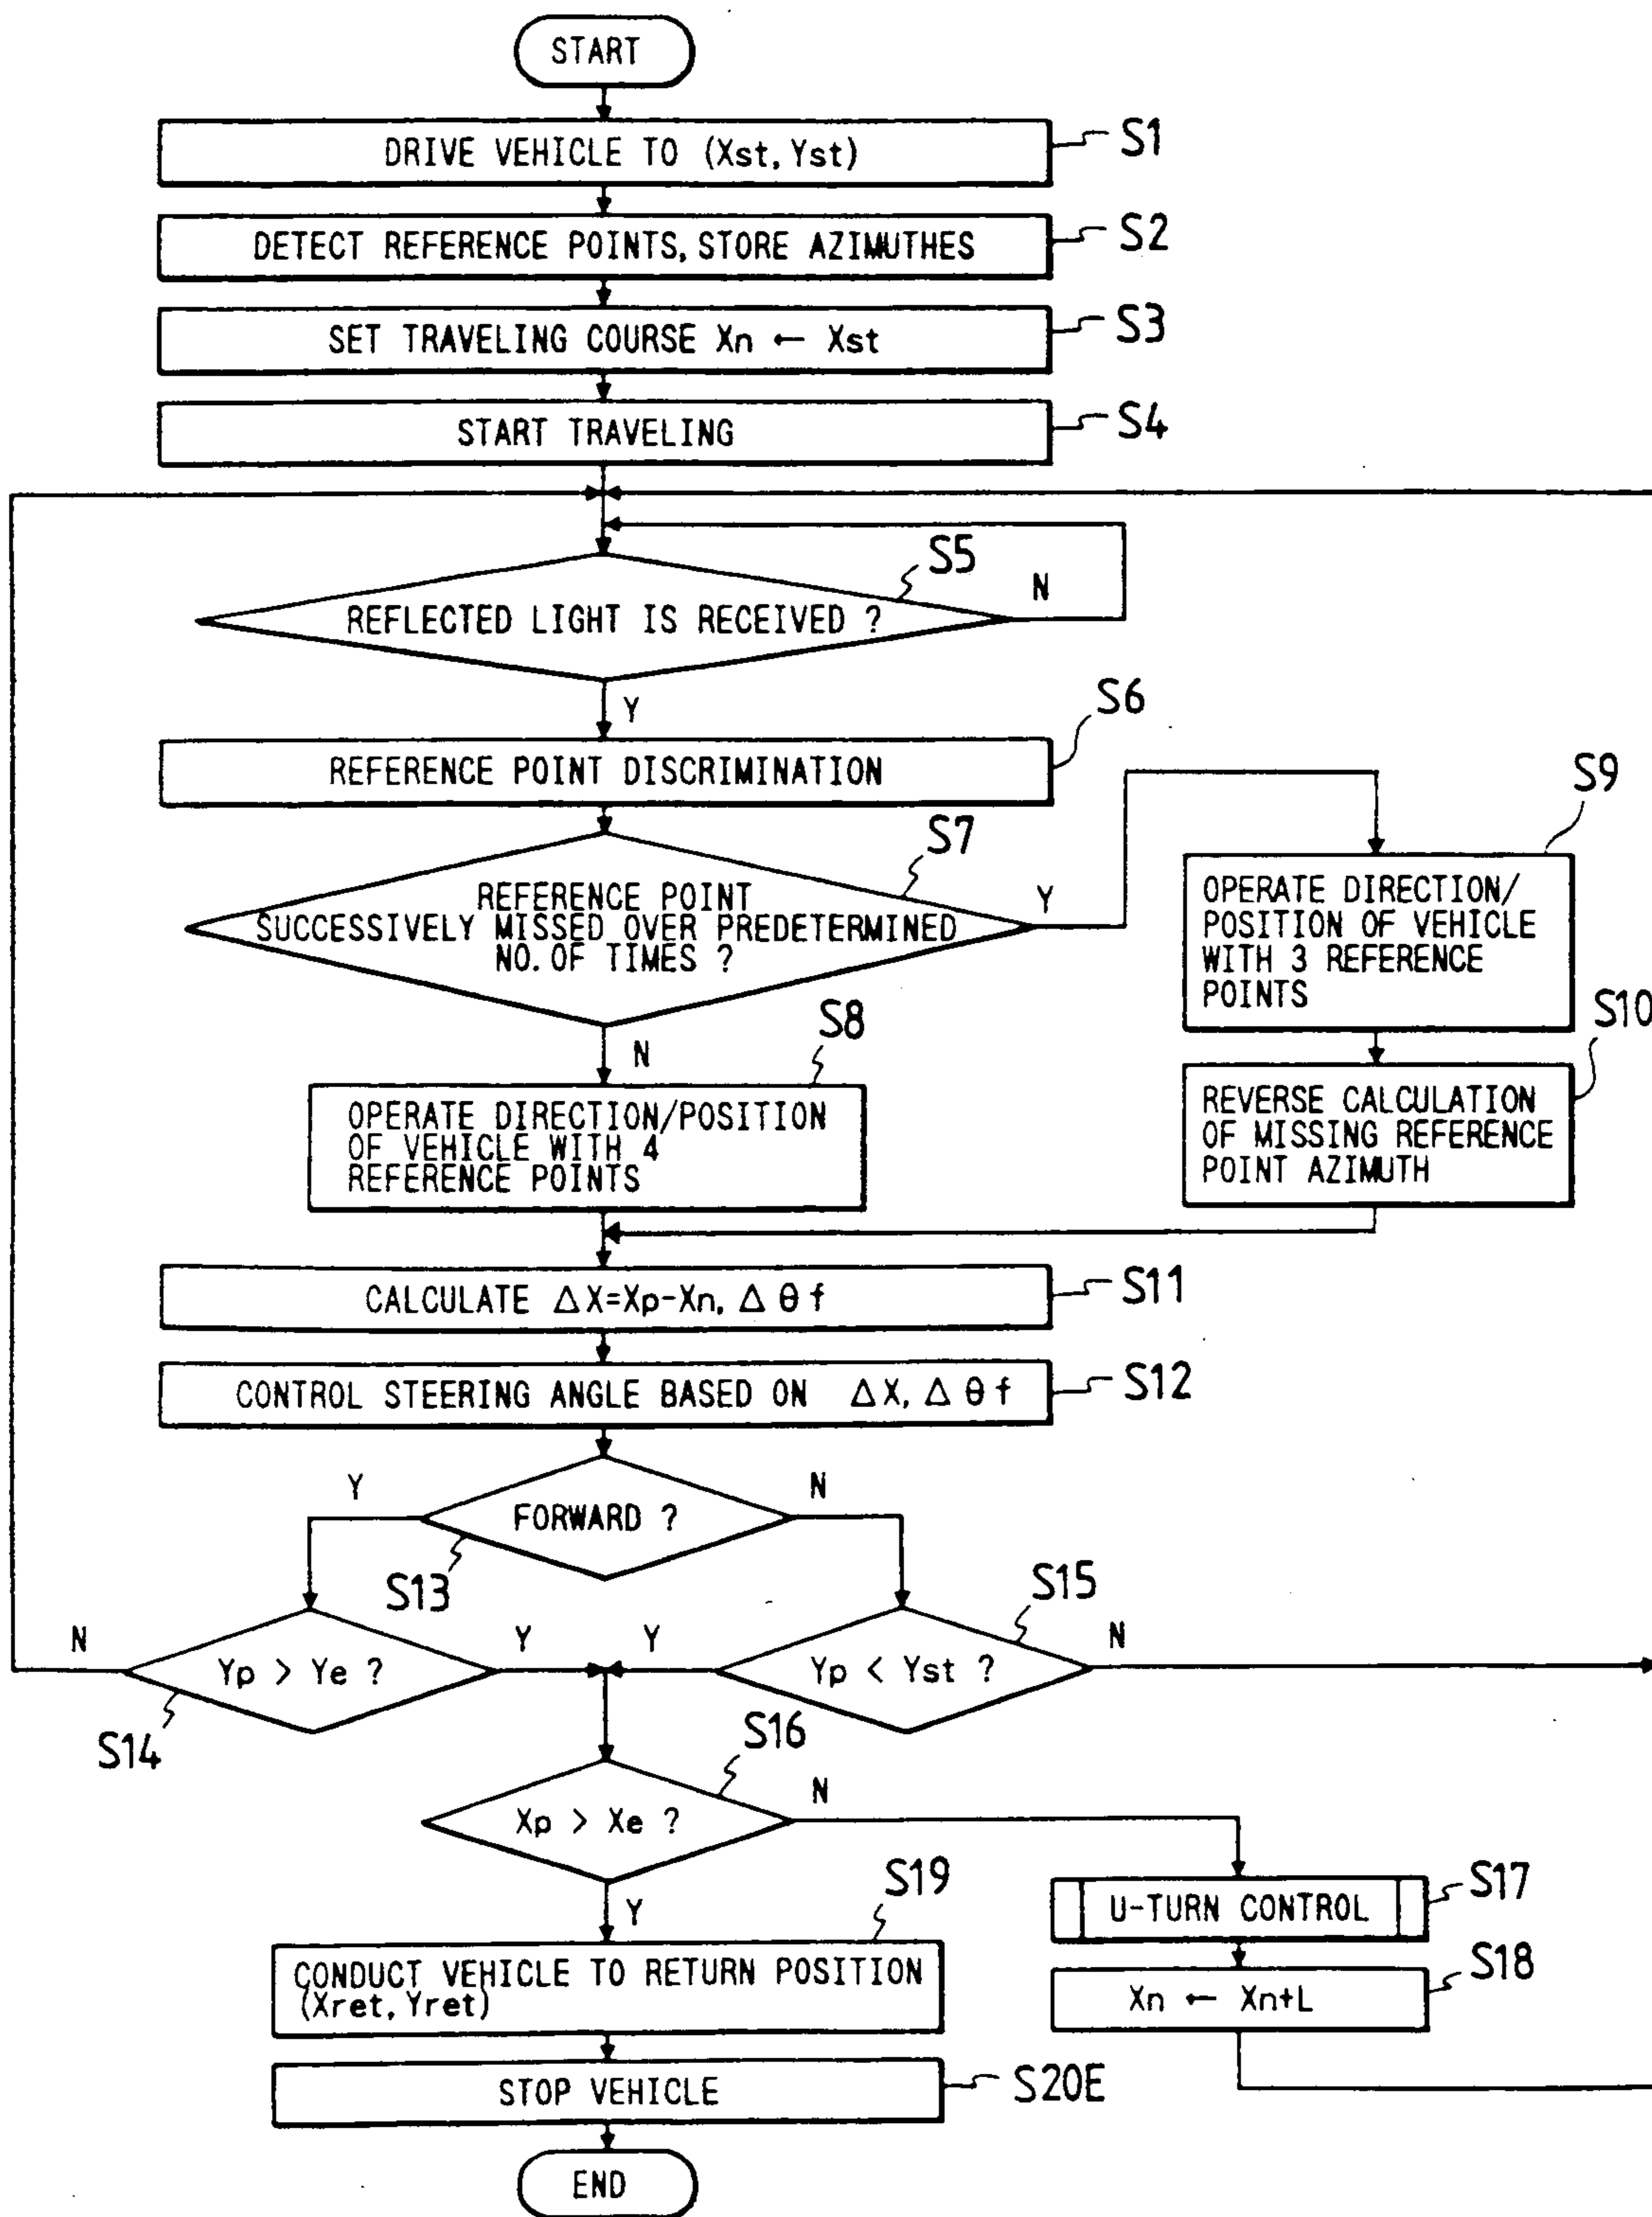 START
DRIVE VEHICLE TO (Xst, Yst)
S1
DETECT REFERENCE POINTS, STORE AZIMUTHES
S2
SET TRAVELING COURSE Xn ← Xst
S3
START TRAVELING
S4
S5
N
REFLECTED LIGHT IS RECEIVED ?
Y
S6
REFERENCE POINT DISCRIMINATION
S7
REFERENCE POINT
SUCCESSIVELY MISSED OVER PREDETERMINED
NO. OF TIMES ?
Y
S9
OPERATE DIRECTION/
POSITION OF VEHICLE
WITH 3 REFERENCE
POINTS
N
S8
OPERATE DIRECTION/POSITION
OF VEHICLE WITH 4
REFERENCE POINTS
S10
REVERSE CALCULATION
OF MISSING REFERENCE
POINT AZIMUTH
CALCULATE ΔX=Xp-Xn, Δθf
S11
CONTROL STEERING ANGLE BASED ON ΔX, Δθf
S12
Y
FORWARD ?
N
S13
S15
N
Yp > Ye ?
Y
Y
Yp < Yst ?
N
S14
S16
Xp > Xe ?
N
Y
S17
U-TURN CONTROL
S18
Xn ← Xn+L
S19
CONDUCT VEHICLE TO RETURN POSITION
(Xret, Yret)
STOP VEHICLE
S20E
END